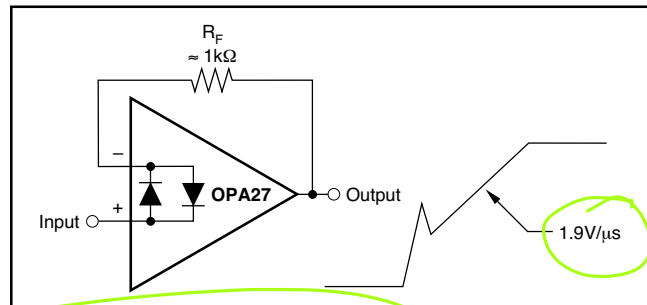 R_F
≈ 1kΩ
–
OPA27
Output
Input
+
1.9V/μs